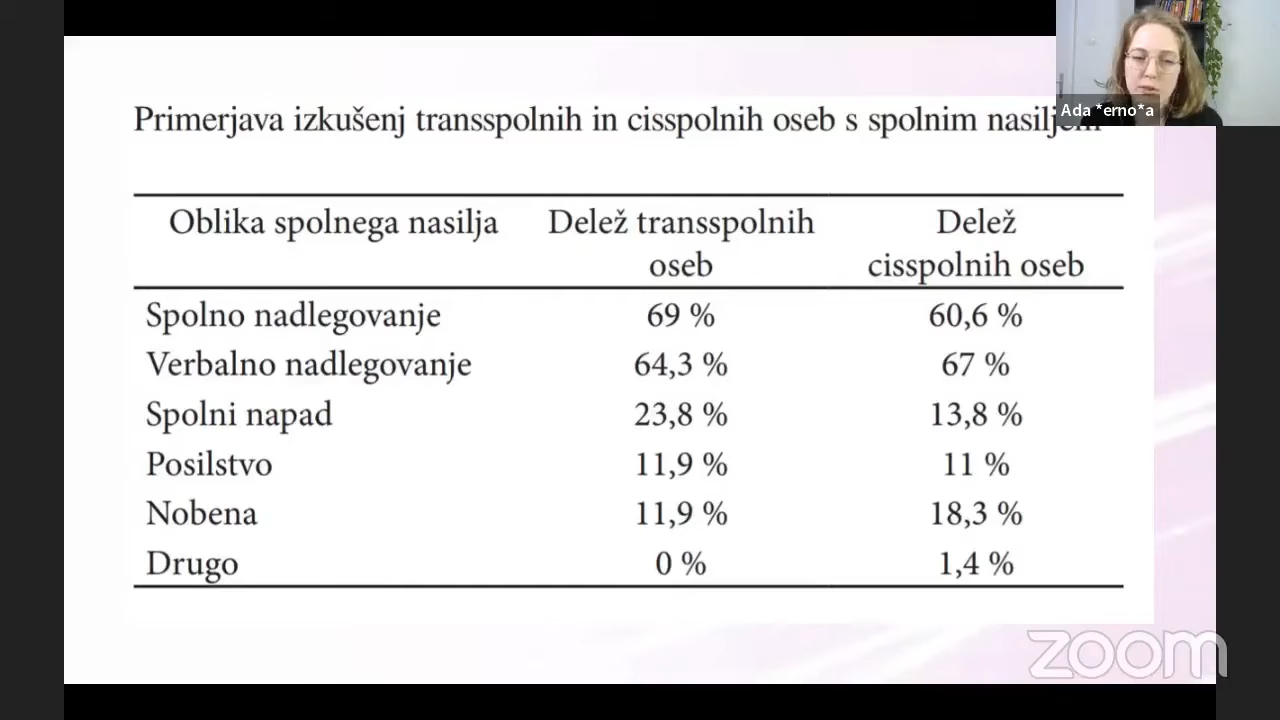 Ada *erno*a
Primerjava izkušenj transspolnih in cisspolnih oseb s spolnim nasiljem
Oblika spolnega nasilja
Delež transspolnih
oseb
Delež
cisspolnih oseb
Spolno nadlegovanje 69 % 60,6 %
Verbalno nadlegovanje 64,3 % 67 %
Spolni napad 23,8 % 13,8 %
Posilstvo 11,9 % 11 %
Nobena 11,9 % 18,3 %
Drugo 0 % 1,4 %
zoom